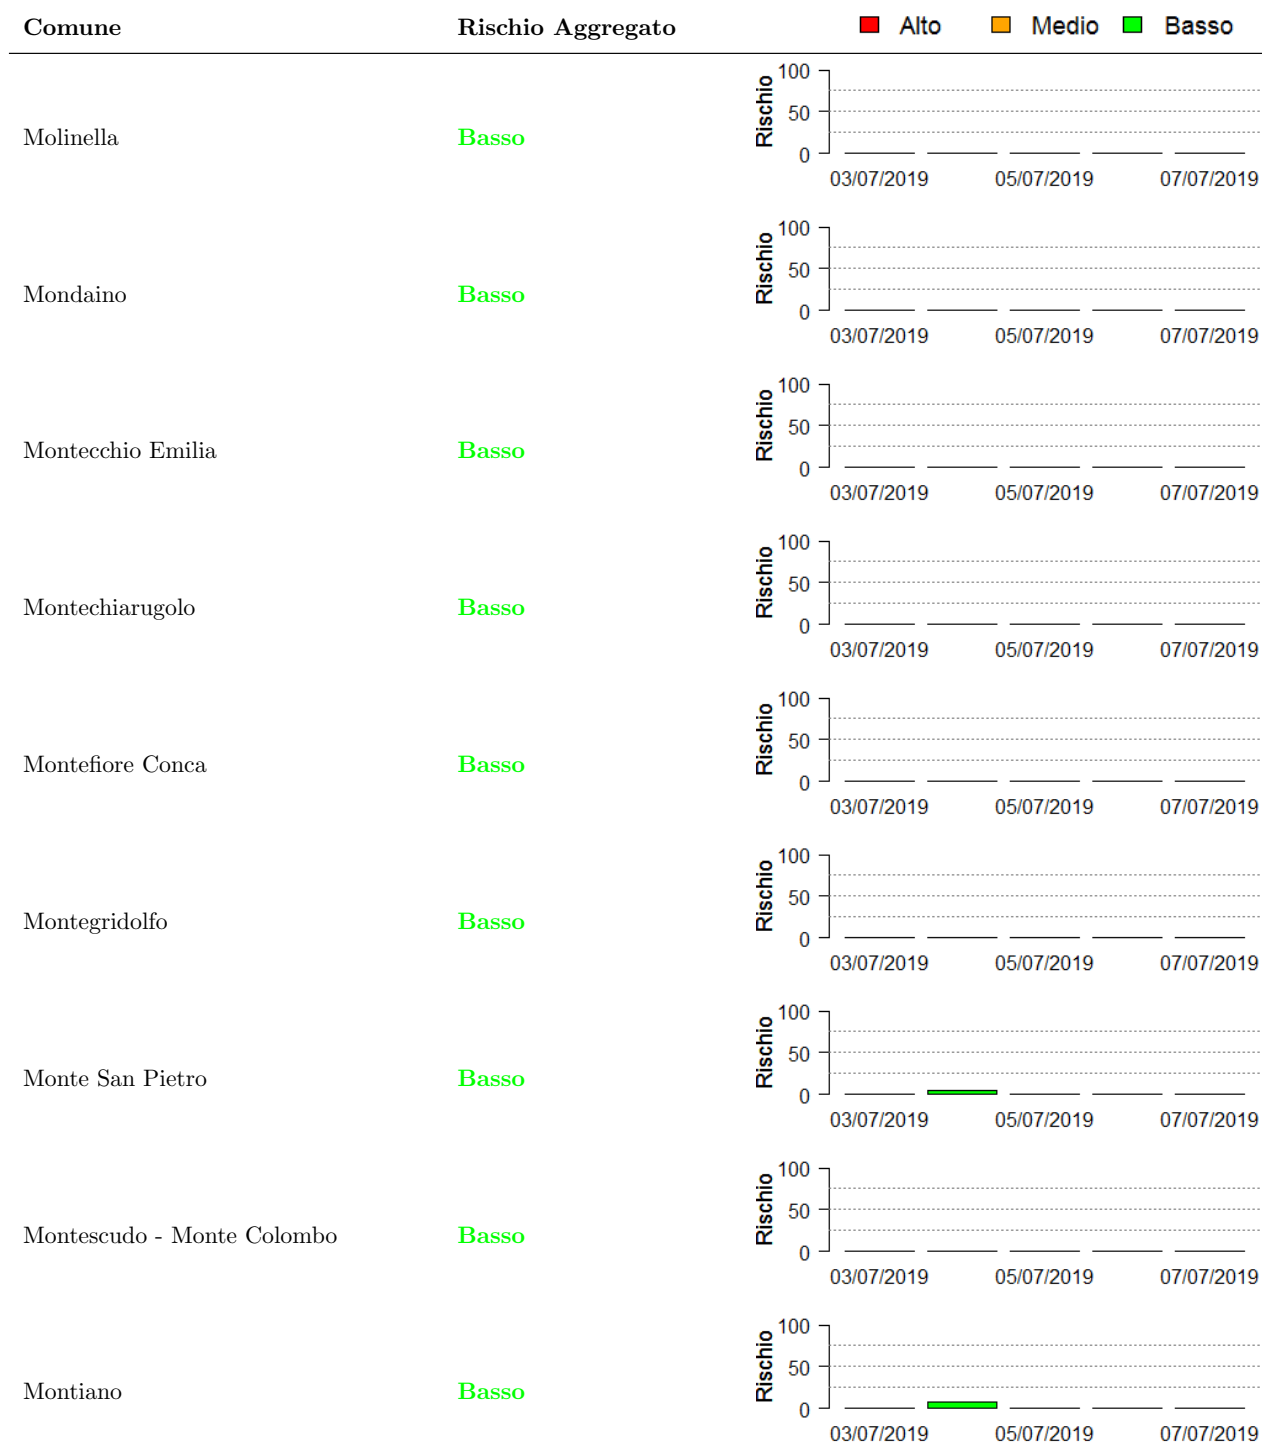 Comune Rischio Aggregato Alto Medio Basso
100
50
0
Rischio
Molinella Basso
03/07/2019 05/07/2019 07/07/2019
100
50
0
Rischio
Mondaino Basso
03/07/2019 05/07/2019 07/07/2019
100
50
0
Rischio
Montecchio Emilia Basso
03/07/2019 05/07/2019 07/07/2019
100
50
0
Rischio
Montechiarugolo Basso
03/07/2019 05/07/2019 07/07/2019
100
50
0
Rischio
Montefiore Conca Basso
03/07/2019 05/07/2019 07/07/2019
100
50
0
Rischio
Montegridolfo Basso
03/07/2019 05/07/2019 07/07/2019
100
50
0
Rischio
Monte San Pietro Basso
03/07/2019 05/07/2019 07/07/2019
100
50
0
Rischio
Montescudo - Monte Colombo Basso
03/07/2019 05/07/2019 07/07/2019
100
50
0
Rischio
Montiano Basso
03/07/2019 05/07/2019 07/07/2019